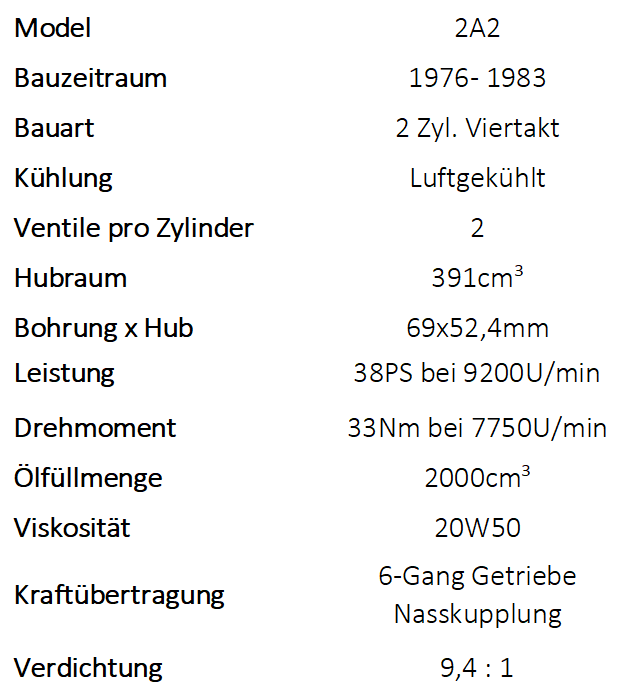 Model 2A2
Bauzeitraum 1976- 1983
Bauart 2 Zyl. Viertakt
Kühlung Luftgekühlt
Ventile pro Zylinder 2
Hubraum 391cm³
Bohrung x Hub 69x52,4mm
Leistung 38PS bei 9200U/min
Drehmoment 33Nm bei 7750U/min
Ölfüllmenge 2000cm³
Viskosität 20W50
Kraftübertragung 6-Gang Getriebe
Nasskupplung
Verdichtung 9,4 : 1